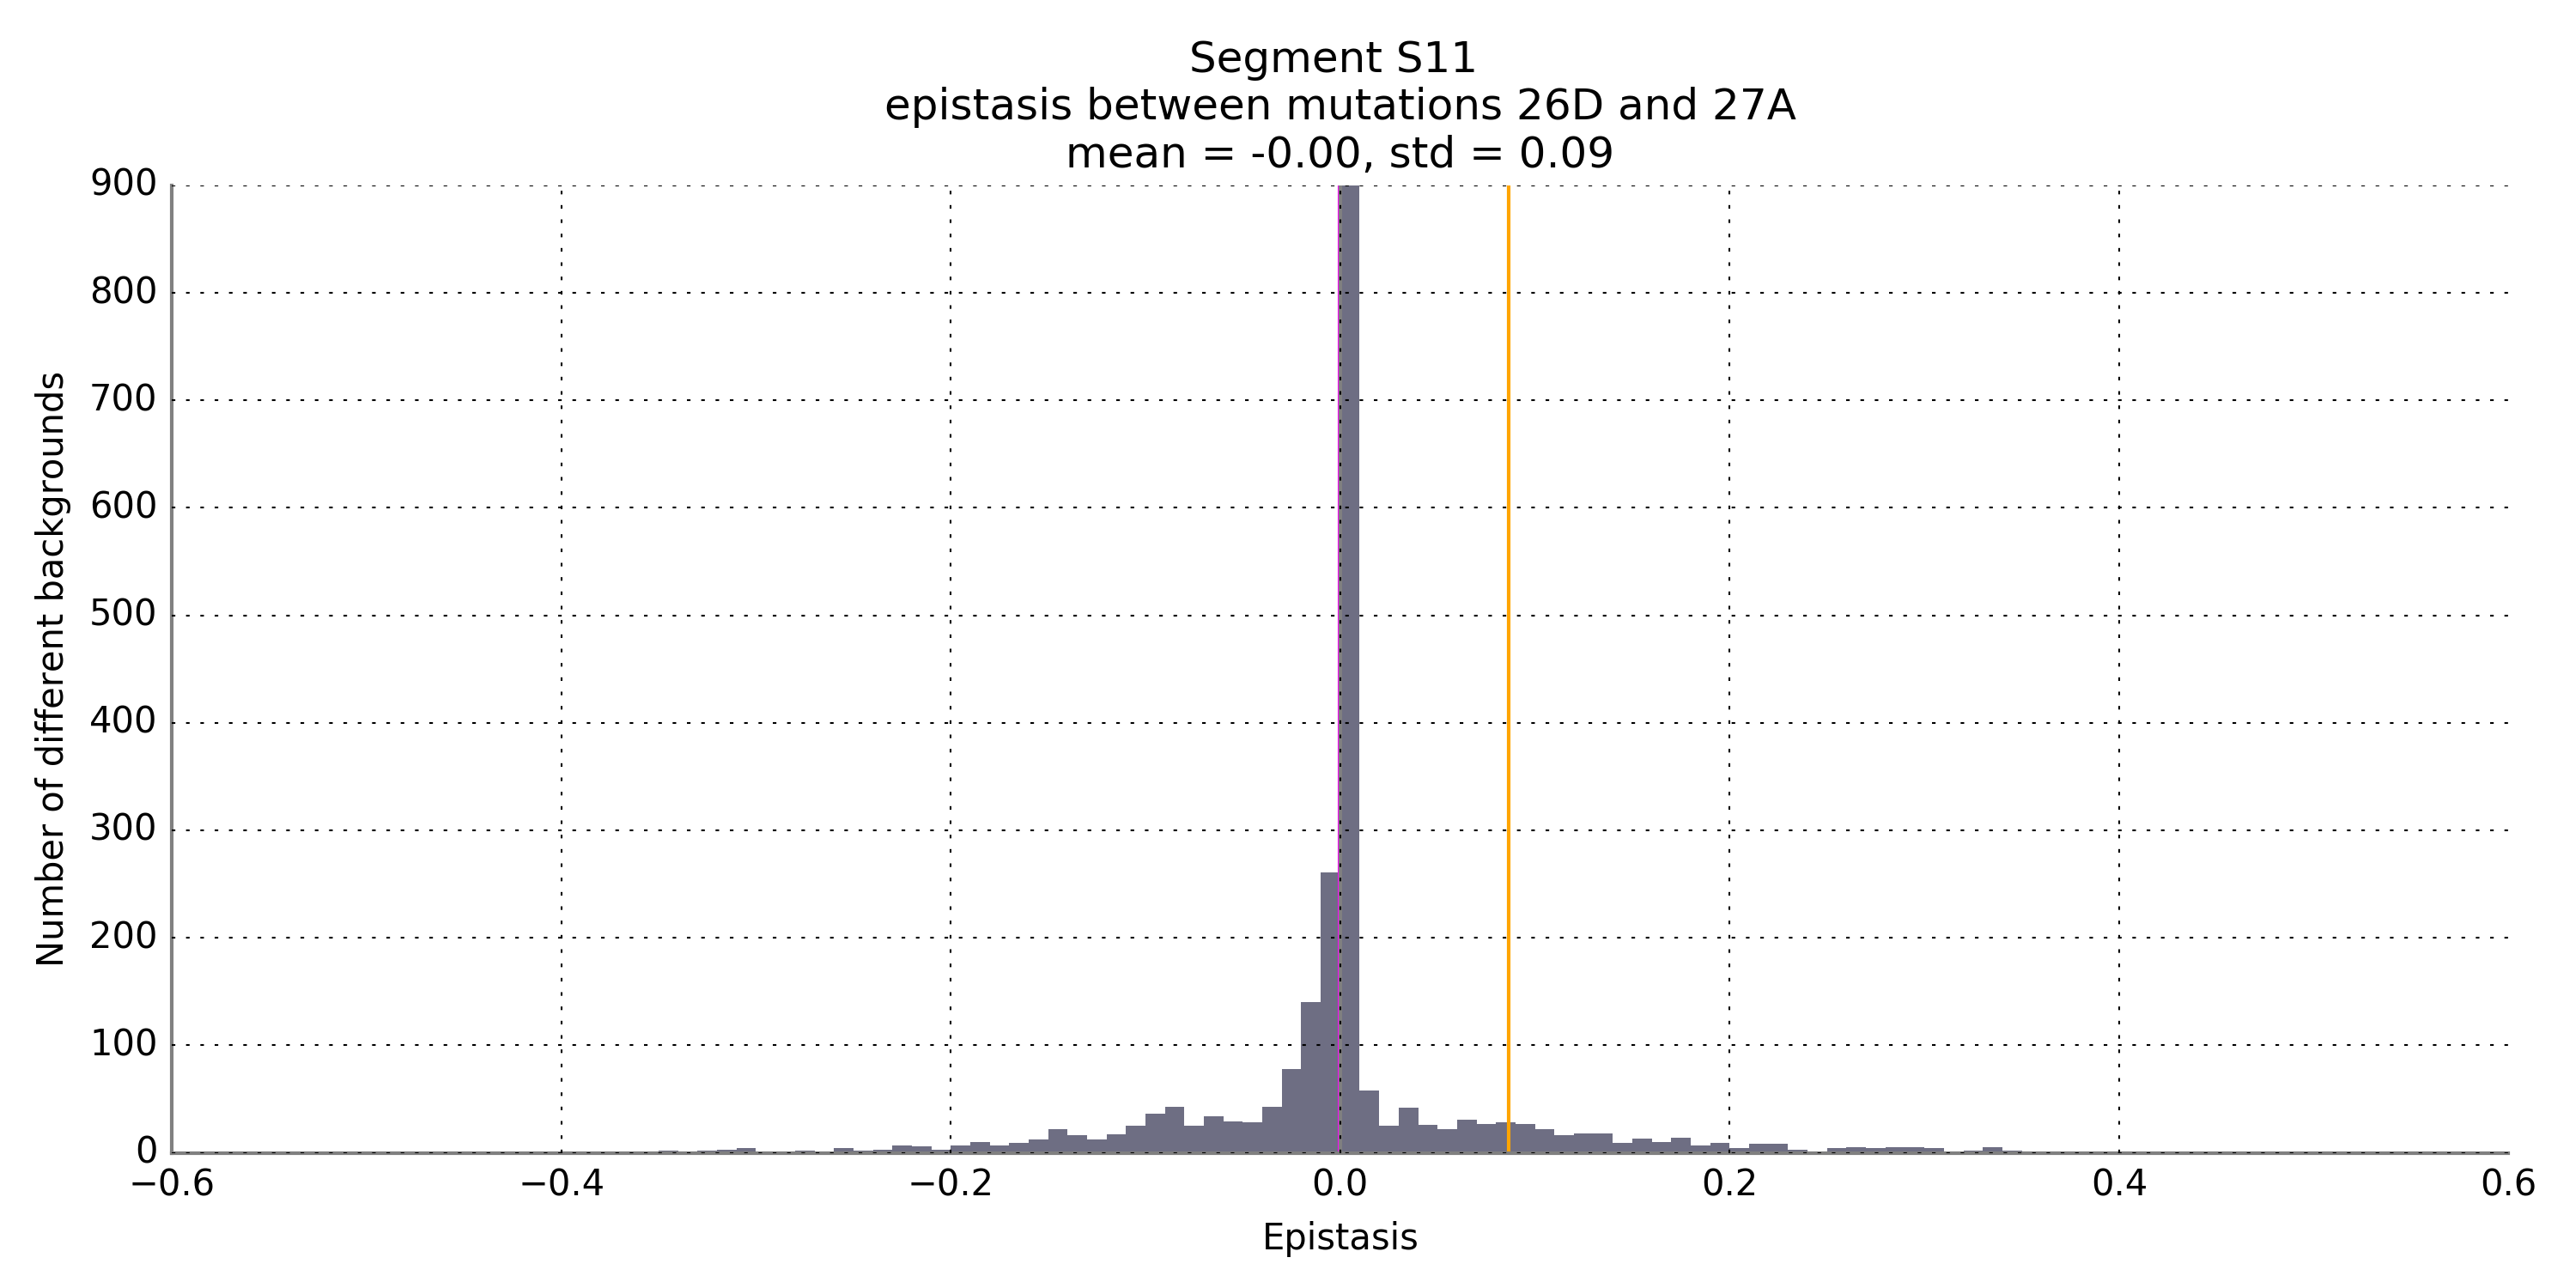 Segment S11
epistasis between mutations 26D and 27A
mean = -0.00, std = 0.09
900
800
700
600
500
400
300
200
100
0
Number of different backgrounds
−0.6 −0.4 −0.2 0.0 0.2 0.4 0.6
Epistasis